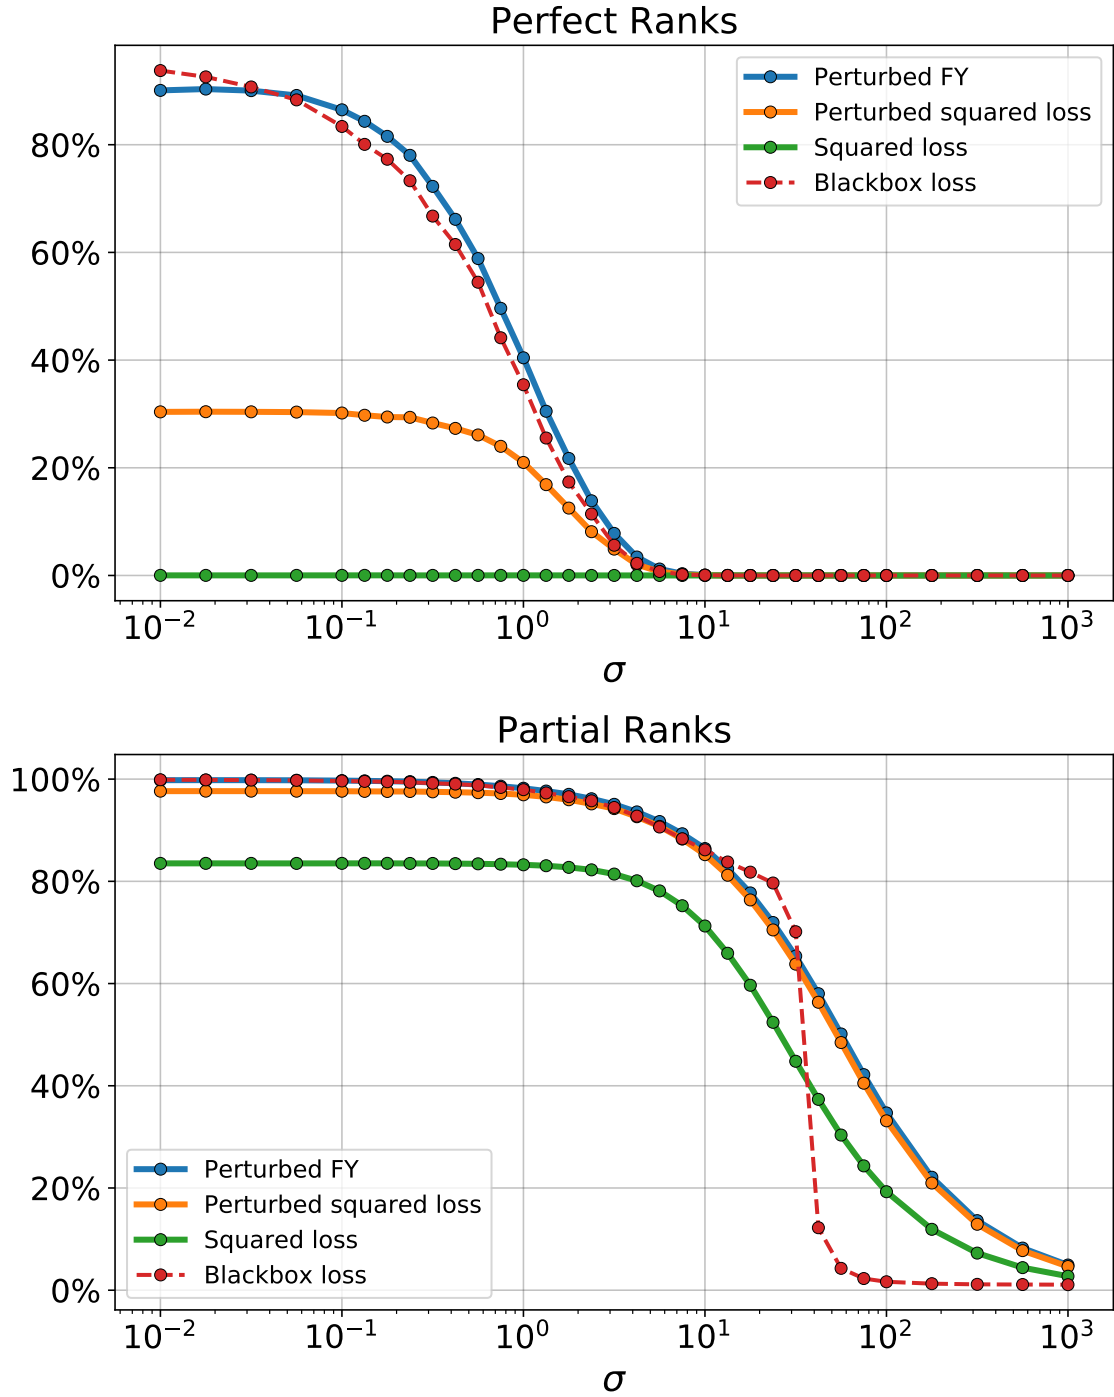 Perfect Ranks
Perturbed FY
Perturbed squared loss
Squared loss
Blackbox loss
80%
60%
40%
20%
0%
10⁻² 10⁻¹ 10⁰ 10¹ 10² 10³
σ
Partial Ranks
100%
80%
60%
40%
20%
0%
Perturbed FY
Perturbed squared loss
Squared loss
Blackbox loss
10⁻² 10⁻¹ 10⁰ 10¹ 10² 10³
σ